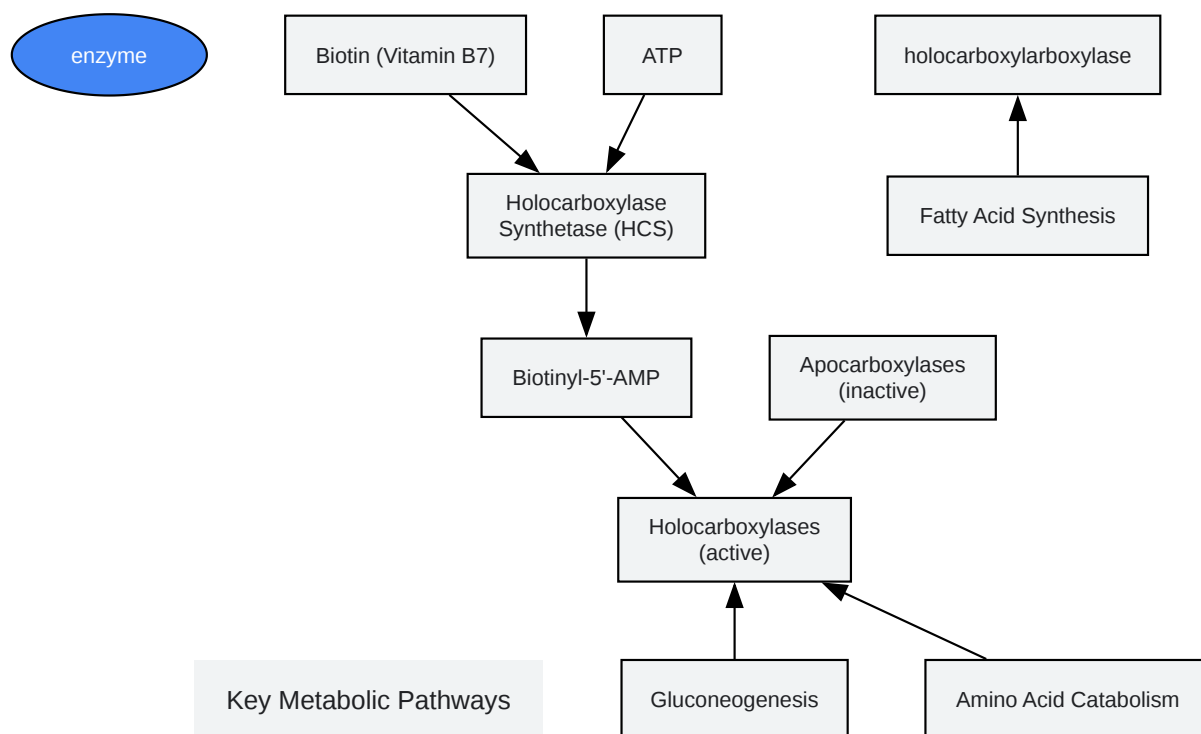 enzyme
Biotin (Vitamin B7)
ATP
holocarboxylarboxylase
Holocarboxylase
Synthetase (HCS)
Fatty Acid Synthesis
Biotinyl-5'-AMP
Apocarboxylases
(inactive)
Holocarboxylases
(active)
Key Metabolic Pathways
Gluconeogenesis
Amino Acid Catabolism